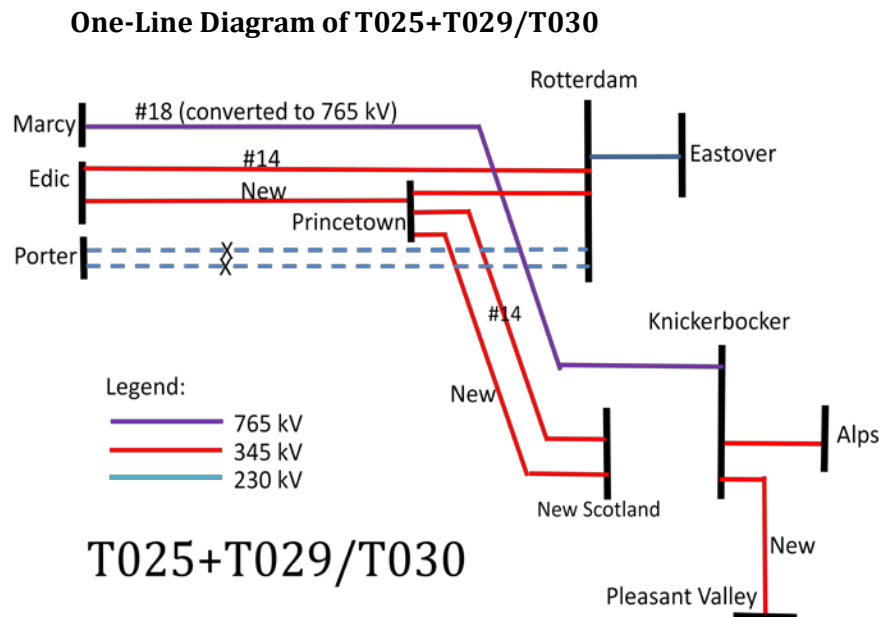 One-Line Diagram of T025+T029/T030
Rotterdam
#18 (converted to 765 kV)
Marcy
Eastover
#14
Edic
New
Princetown
Porter
X
X
#14
Knickerbocker
Legend:
New
765 kV
345 kV
Alps
230 kV
New Scotland
New
T025+T029/T030
Pleasant Valley